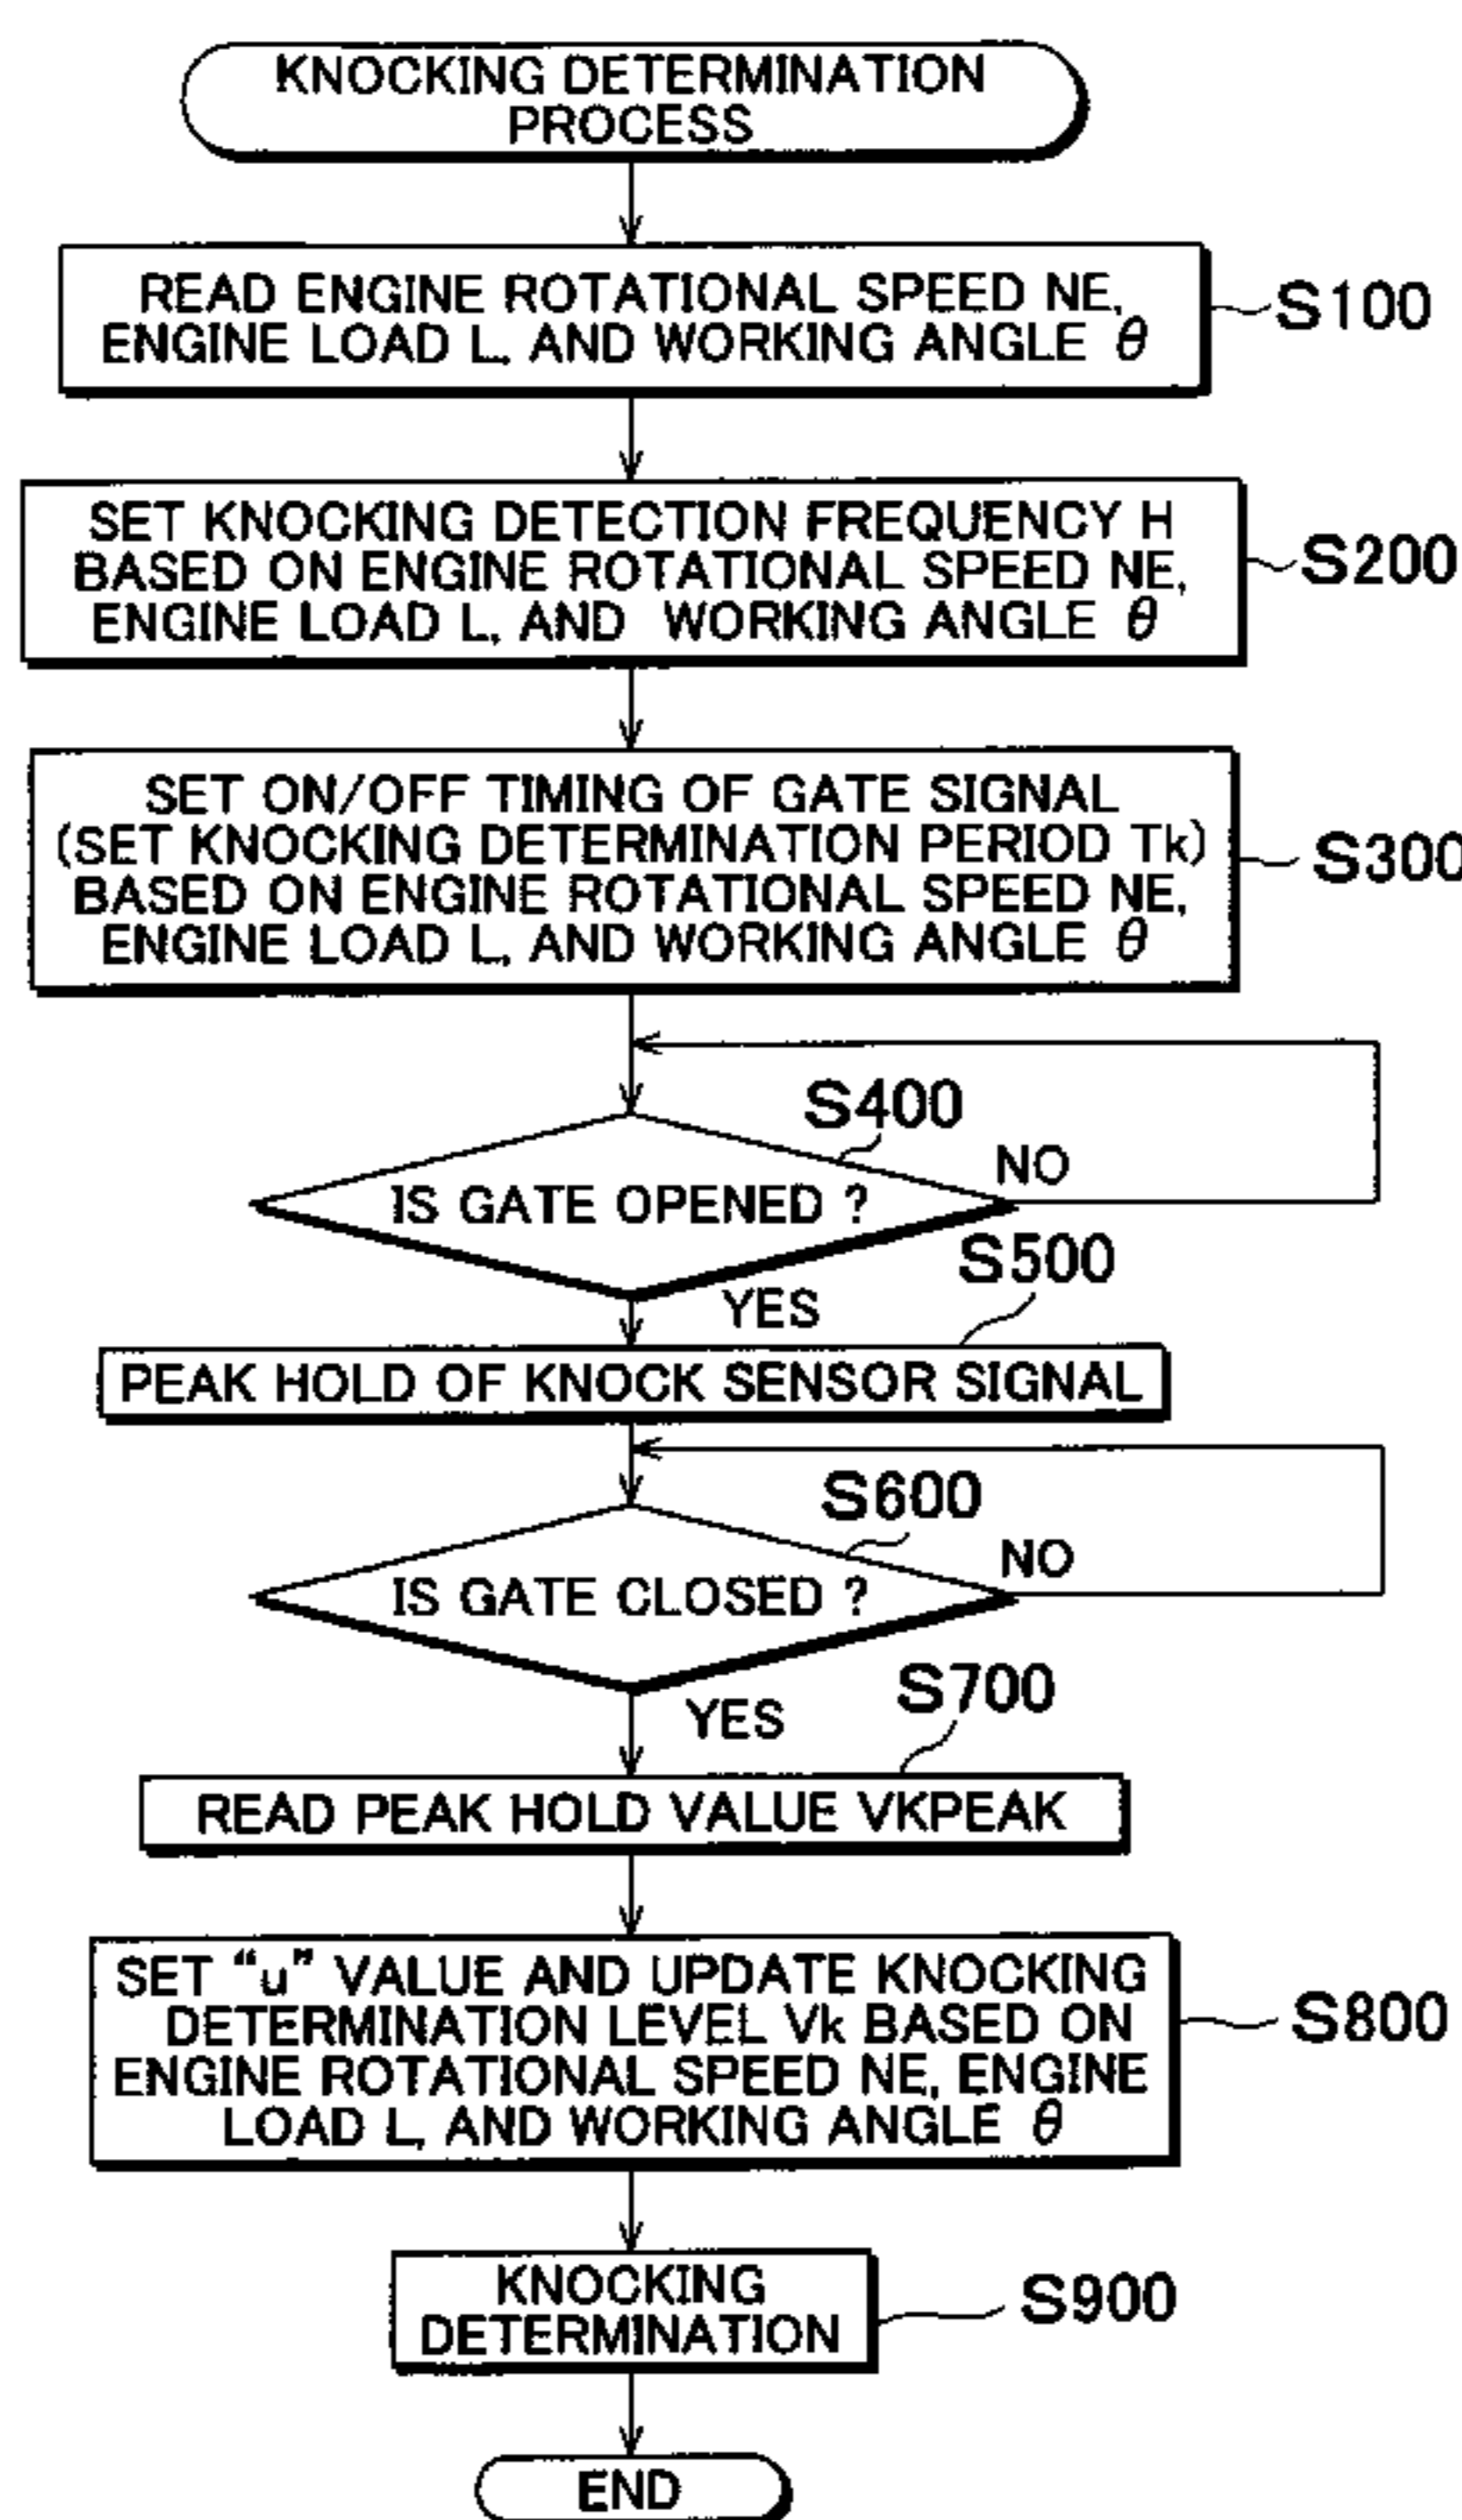 KNOCKING DETERMINATION
PROCESS
READ ENGINE ROTATIONAL SPEED NE,
ENGINE LOAD L, AND WORKING ANGLE θ
S100
SET KNOCKING DETECTION FREQUENCY H
BASED ON ENGINE ROTATIONAL SPEED NE,
ENGINE LOAD L, AND WORKING ANGLE θ
S200
SET ON/OFF TIMING OF GATE SIGNAL
(SET KNOCKING DETERMINATION PERIOD Tk)
BASED ON ENGINE ROTATIONAL SPEED NE,
ENGINE LOAD L, AND WORKING ANGLE θ
S300
S400
NO
IS GATE OPENED ?
S500
YES
PEAK HOLD OF KNOCK SENSOR SIGNAL
S600
NO
IS GATE CLOSED ?
S700
YES
READ PEAK HOLD VALUE VKPEAK
SET “u” VALUE AND UPDATE KNOCKING
DETERMINATION LEVEL Vk BASED ON
ENGINE ROTATIONAL SPEED NE, ENGINE
LOAD L, AND WORKING ANGLE θ
S800
KNOCKING
DETERMINATION
S900
END